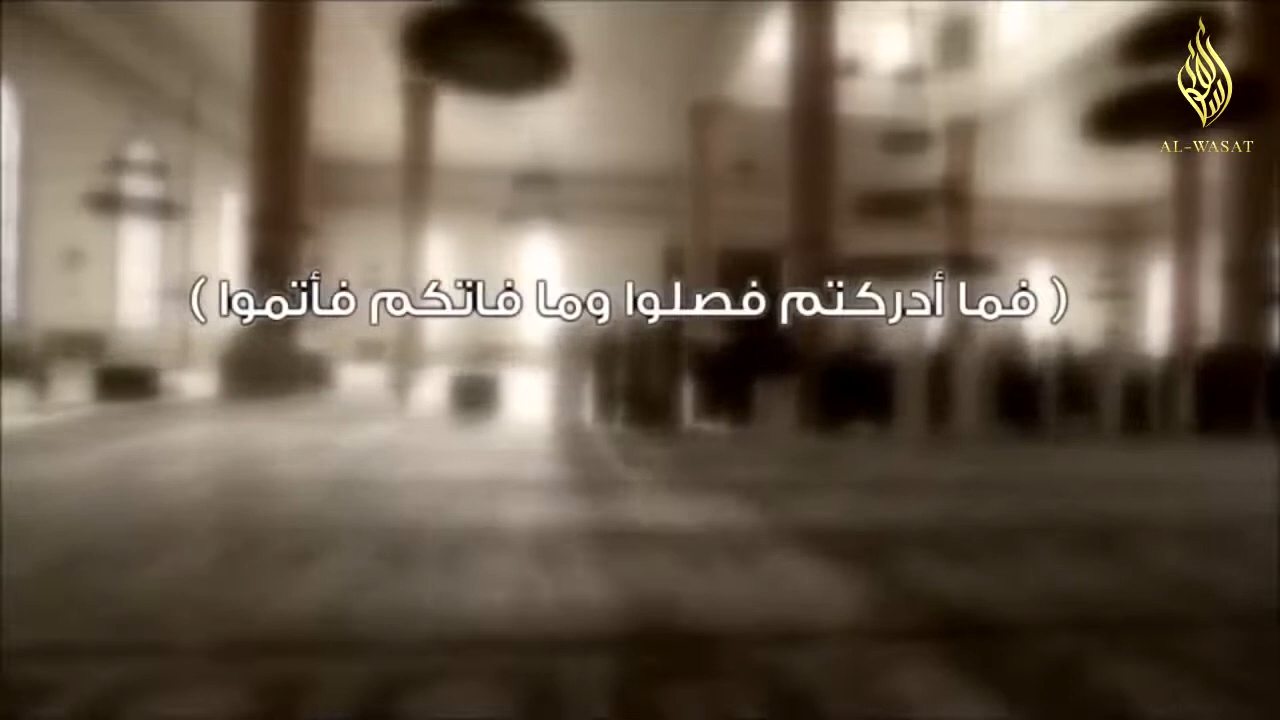 AL-WASAT
( فما أدركتم فصلوا وما فاتكم فأتموا )